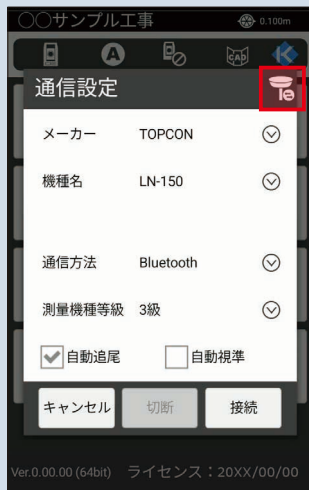 〇〇サンプル工事 0.100m
A CAD
通信設定
メーカー TOPCON
機種名 LN-150
通信方法 Bluetooth
測量機種等級 3級
自動追尾 自動視準
キャンセル 切断 接続
Ver.0.00.00 (64bit) ライセンス：20XX/00/00